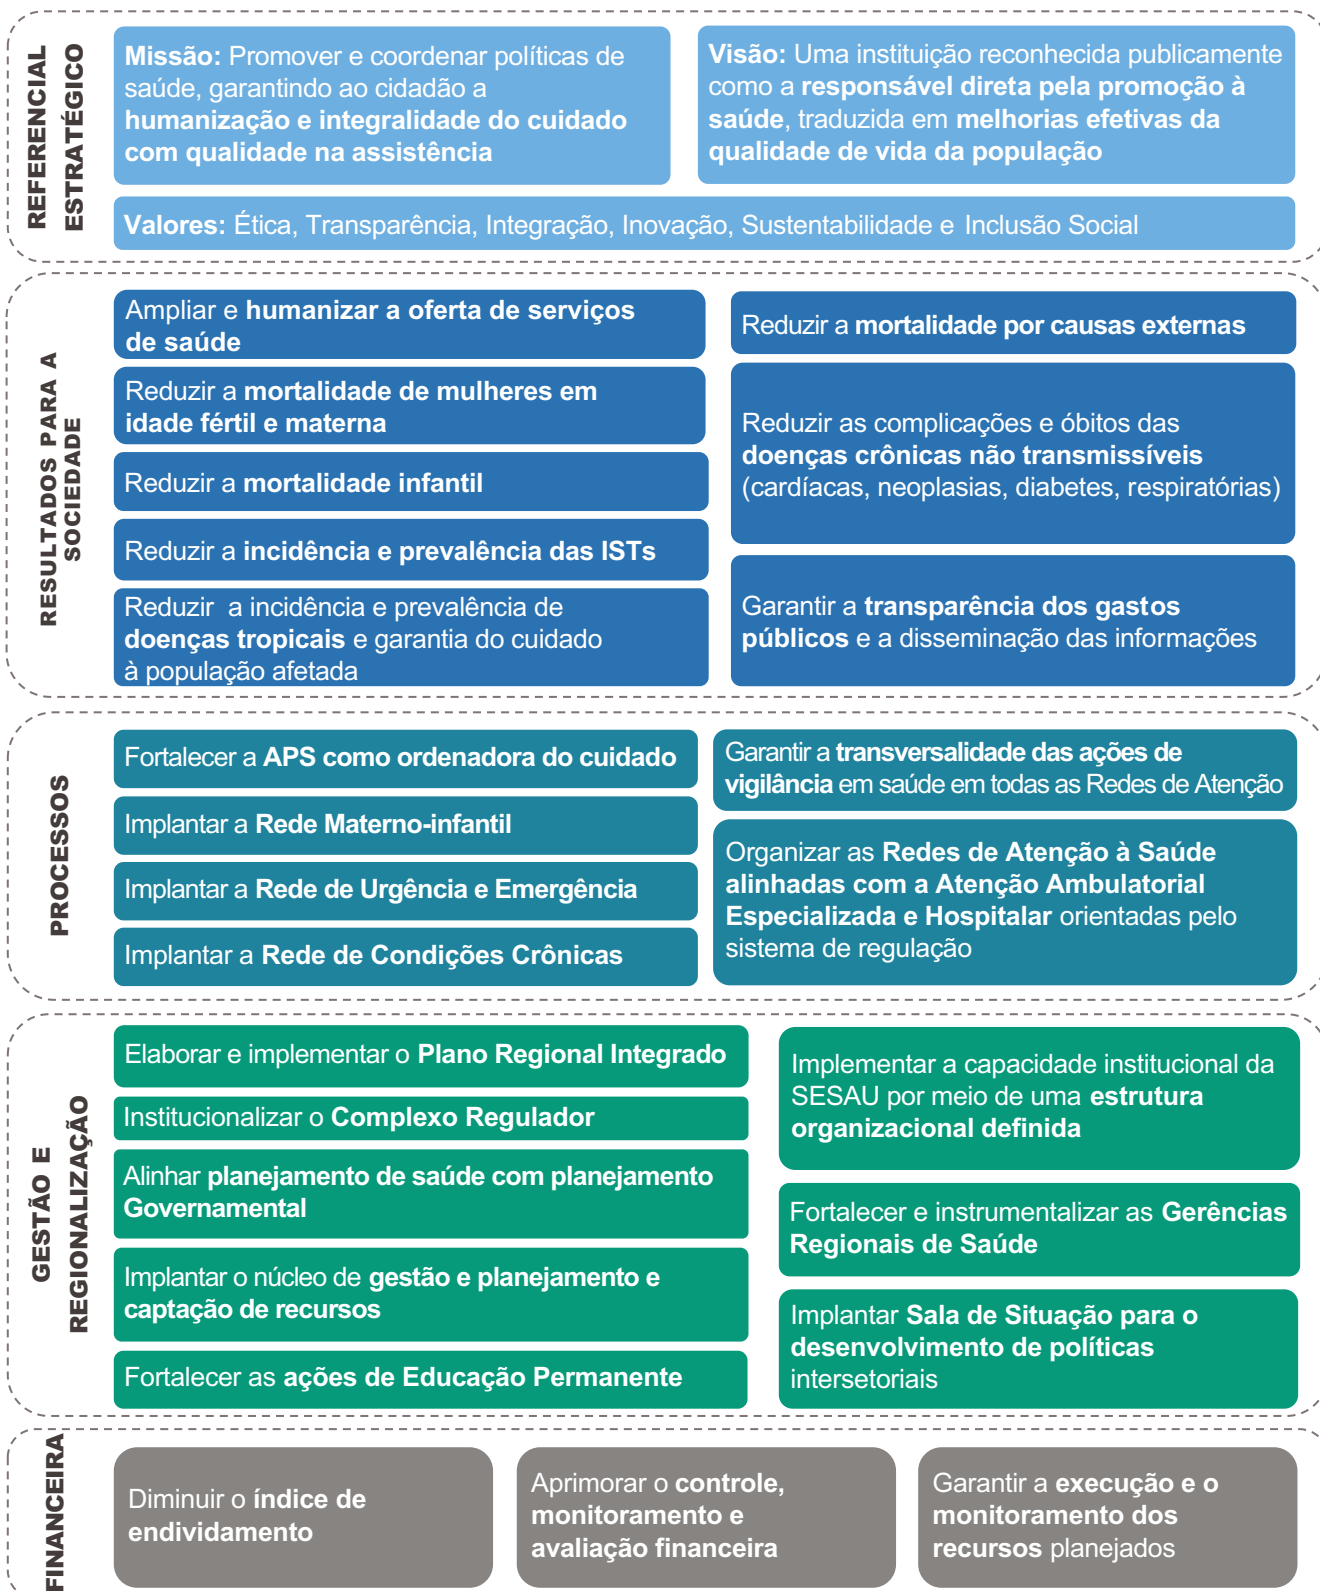 REFERENCIAL
ESTRATÉGICO
Missão: Promover e coordenar políticas de
saúde, garantindo ao cidadão a
humanização e integralidade do cuidado
com qualidade na assistência
Visão: Uma instituição reconhecida publicamente
como a responsável direta pela promoção à
saúde, traduzida em melhorias efetivas da
qualidade de vida da população
Valores: Ética, Transparência, Integração, Inovação, Sustentabilidade e Inclusão Social
RESULTADOS PARA A
SOCIEDADE
Ampliar e humanizar a oferta de serviços
de saúde
Reduzir a mortalidade de mulheres em
idade fértil e materna
Reduzir a mortalidade infantil
Reduzir a incidência e prevalência das ISTs
Reduzir a incidência e prevalência de
doenças tropicais e garantia do cuidado
à população afetada
Reduzir a mortalidade por causas externas
Reduzir as complicações e óbitos das
doenças crônicas não transmissíveis
(cardíacas, neoplasias, diabetes, respiratórias)
Garantir a transparência dos gastos
públicos e a disseminação das informações
PROCESSOS
Fortalecer a APS como ordenadora do cuidado
Implantar a Rede Materno-infantil
Implantar a Rede de Urgência e Emergência
Implantar a Rede de Condições Crônicas
Garantir a transversalidade das ações de
vigilância em saúde em todas as Redes de Atenção
Organizar as Redes de Atenção à Saúde
alinhadas com a Atenção Ambulatorial
Especializada e Hospitalar orientadas pelo
sistema de regulação
GESTÃO E
REGIONALIZAÇÃO
Elaborar e implementar o Plano Regional Integrado
Institucionalizar o Complexo Regulador
Alinhar planejamento de saúde com planejamento
Governamental
Implantar o núcleo de gestão e planejamento e
captação de recursos
Fortalecer as ações de Educação Permanente
Implementar a capacidade institucional da
SESAU por meio de uma estrutura
organizacional definida
Fortalecer e instrumentalizar as Gerências
Regionais de Saúde
Implantar Sala de Situação para o
desenvolvimento de políticas
intersetoriais
FINANCEIRA
Diminuir o índice de
endividamento
Aprimorar o controle,
monitoramento e
avaliação financeira
Garantir a execução e o
monitoramento dos
recursos planejados